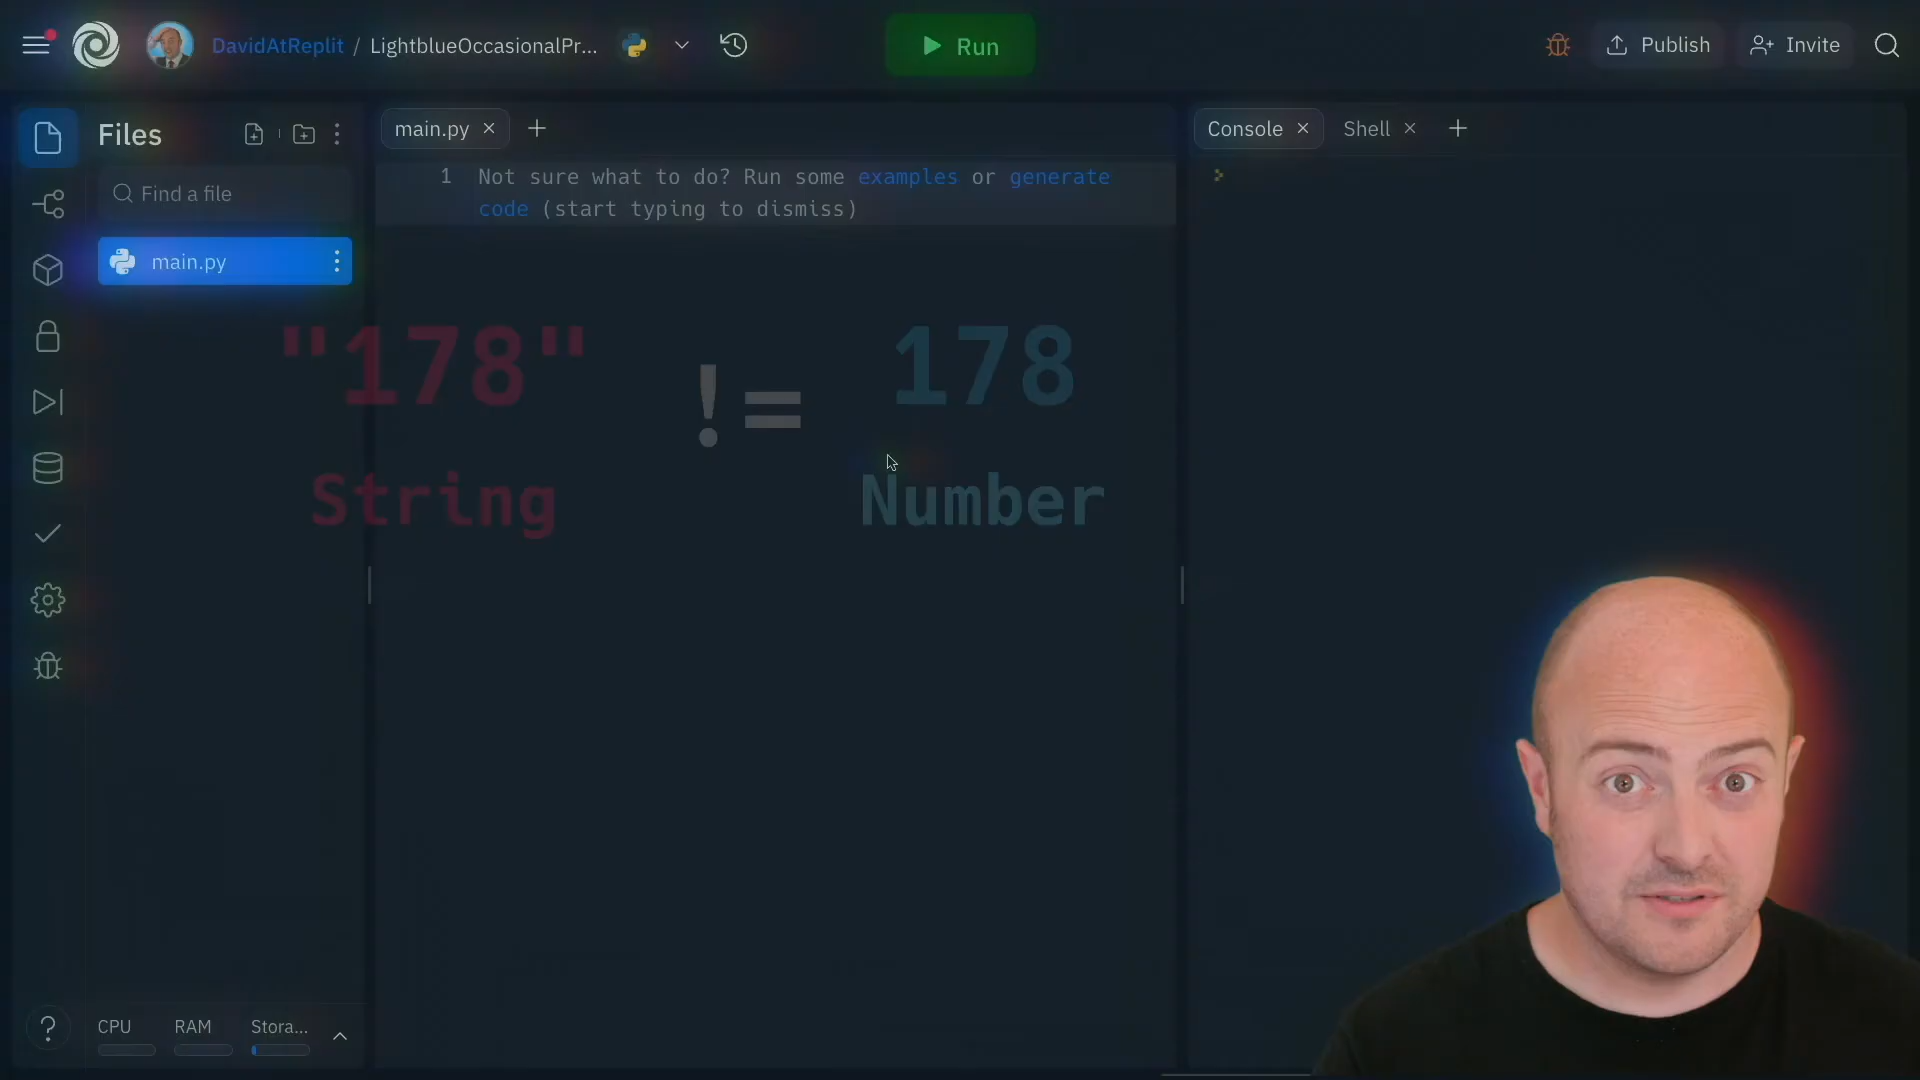 DavidAtReplit / LightblueOccasionalPr...
Run
Publish
Invite
Files
main.py
Console
Shell
Find a file
1 Not sure what to do? Run some examples or generate
code (start typing to dismiss)
main.py
"178" != 178
String Number
CPU RAM Stora...